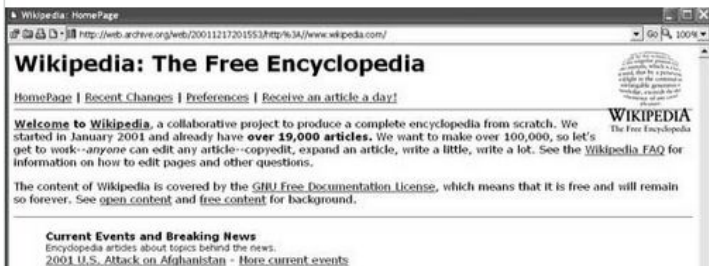 Wikipedia: HomePage
http://web.archive.org/web/20011217201553/http%3A//www.wikipedia.com/
Go
100%
Wikipedia: The Free Encyclopedia
HomePage | Recent Changes | Preferences | Receive an article a day!
WIKIPEDIA
The Free Encyclopedia
Welcome to Wikipedia, a collaborative project to produce a complete encyclopedia from scratch. We
started in January 2001 and already have over 19,000 articles. We want to make over 100,000, so let's
get to work--anyone can edit any article--copyedit, expand an article, write a little, write a lot. See the Wikipedia FAQ for
information on how to edit pages and other questions.
The content of Wikipedia is covered by the GNU Free Documentation License, which means that it is free and will remain
so forever. See open content and free content for background.
Current Events and Breaking News
Encyclopedia articles about topics behind the news.
2001 U.S. Attack on Afghanistan - More current events